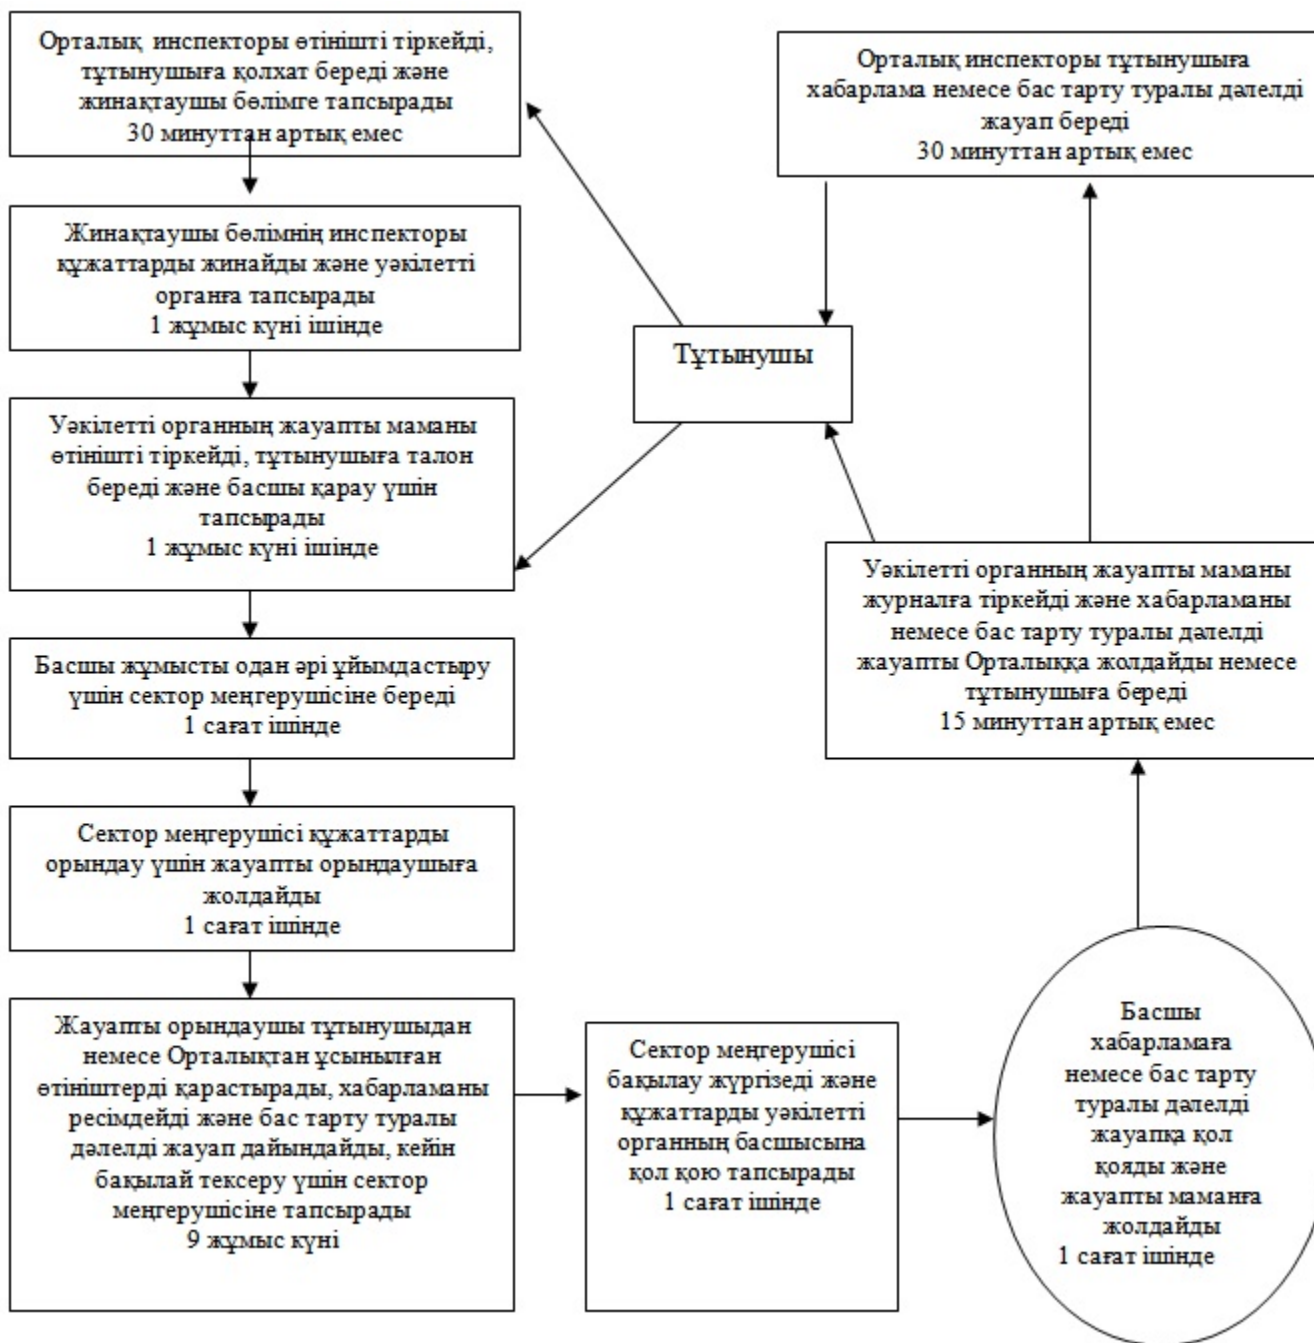 Орталық инспекторы өтінішті тіркейді,
тұтынушыға қолхат береді және
жинақтаушы бөлімге тапсырады
30 минуттан артық емес
Орталық инспекторы тұтынушыға
хабарлама немесе бас тарту туралы дәлелді
жауап береді
30 минуттан артық емес
Жинақтаушы бөлімнің инспекторы
құжаттарды жинайды және уәкілетті
органға тапсырады
1 жұмыс күні ішінде
Тұтынушы
Уәкілетті органның жауапты маманы
өтінішті тіркейді, тұтынушыға талон
береді және басшы қарау үшін
тапсырады
1 жұмыс күні ішінде
Уәкілетті органның жауапты маманы
журналға тіркейді және хабарламаны
немесе бас тарту туралы дәлелді
жауапты Орталыққа жолдайды немесе
тұтынушыға береді
15 минуттан артық емес
Басшы жұмысты одан әрі ұйымдастыру
үшін сектор меңгерушісіне береді
1 сағат ішінде
Сектор меңгерушісі құжаттарды
орындау үшін жауапты орындаушыға
жолдайды
1 сағат ішінде
Жауапты орындаушы тұтынушыдан
немесе Орталықтан ұсынылған
өтініштерді қарастырады, хабарламаны
ресімдейді және бас тарту туралы
дәлелді жауап дайындайды, кейін
бақылай тексеру үшін сектор
меңгерушісіне тапсырады
9 жұмыс күні
Сектор меңгерушісі
бақылау жүргізеді және
құжаттарды уәкілетті
органның басшысына
қол қою тапсырады
1 сағат ішінде
Басшы
хабарламаға
немесе бас тарту
туралы дәлелді
жауапқа қол
қояды және
жауапты маманға
жолдайды
1 сағат ішінде